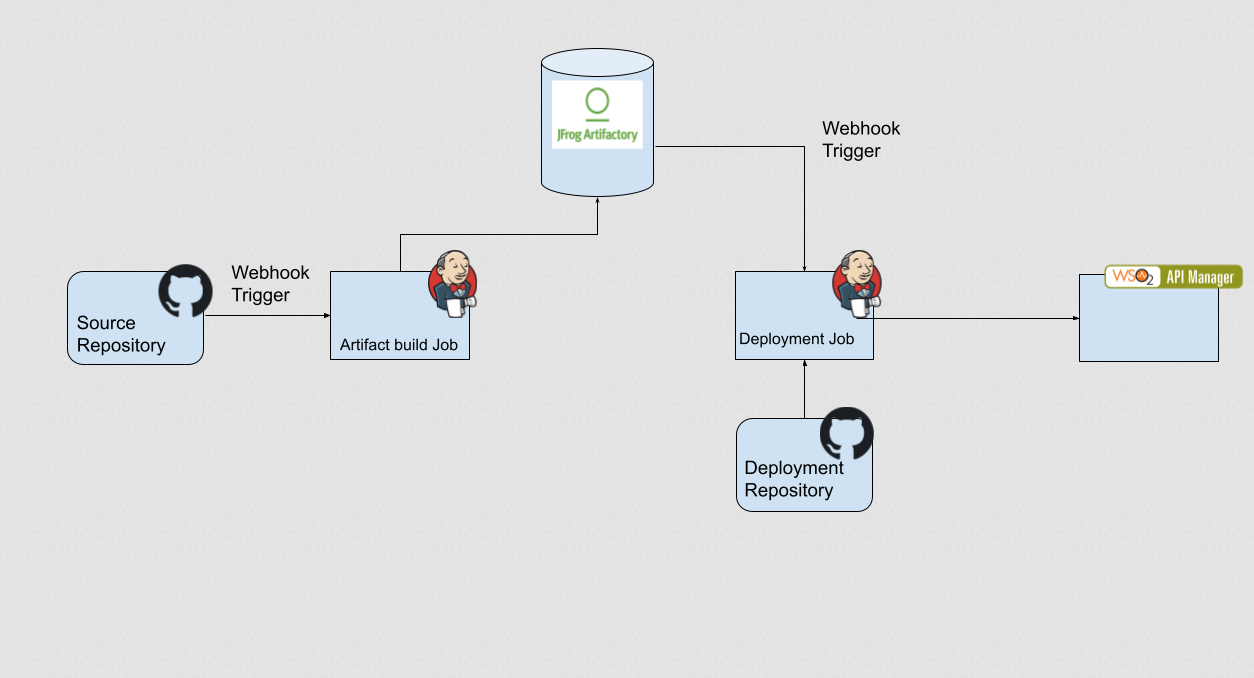 JFrog Artifactory
Webhook
Trigger
Webhook
Trigger
Source
Repository
Artifact build Job
Deployment Job
WSO2 API Manager
Deployment
Repository